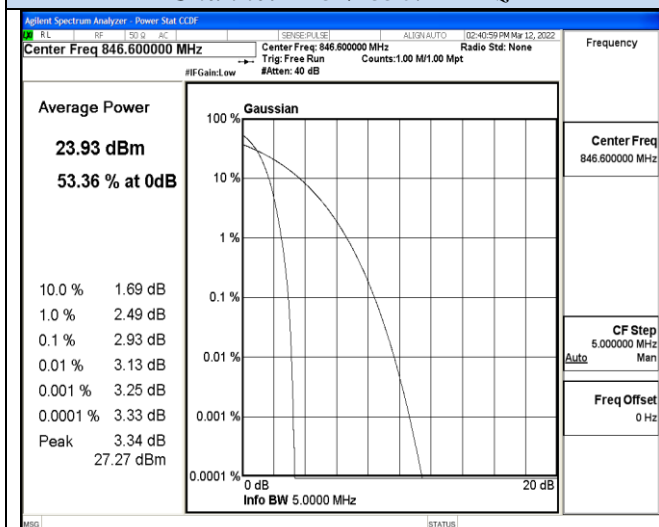 Agilent Spectrum Analyzer - Power Stat CCDF
RL RF 50 Ω AC SENSE:PULSE ALIGN AUTO 02:40:59 PM Mar 12, 2022
Center Freq 846.600000 MHz
Center Freq: 846.600000 MHz Radio Std: None
Trig: Free Run Counts:1.00 M/1.00 Mpt
#IFGain:Low #Atten: 40 dB
Frequency
Average Power
23.93 dBm
53.36 % at 0dB
10.0 % 1.69 dB
1.0 % 2.49 dB
0.1 % 2.93 dB
0.01 % 3.13 dB
0.001 % 3.25 dB
0.0001 % 3.33 dB
Peak 3.34 dB
27.27 dBm
Gaussian
100 %
10 %
1 %
0.1 %
0.01 %
0.001 %
0.0001 %
0 dB 20 dB
Info BW 5.0000 MHz
Center Freq
846.600000 MHz
CF Step
5.000000 MHz
Auto Man
Freq Offset
0 Hz
MSG STATUS